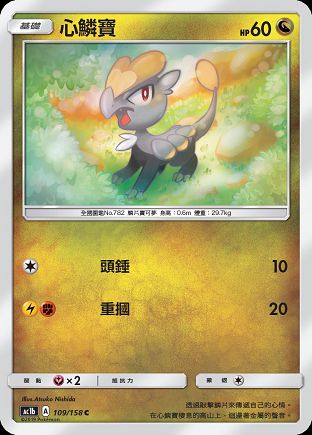 基礎 心鱗寶 HP60
全國圖鑑No.782 鱗片寶可夢 身高：0.6m 體重：29.7kg
頭錘 10
重摑 20
弱點 ×2 抵抗力 撤退
Illus.Atsuko Nishida
AC1b A 109/158 C
©2019 Pokémon
透過敲擊鱗片來傳達自己的心情。
在心鱗寶棲息的高山上，迴盪著金屬的聲音。